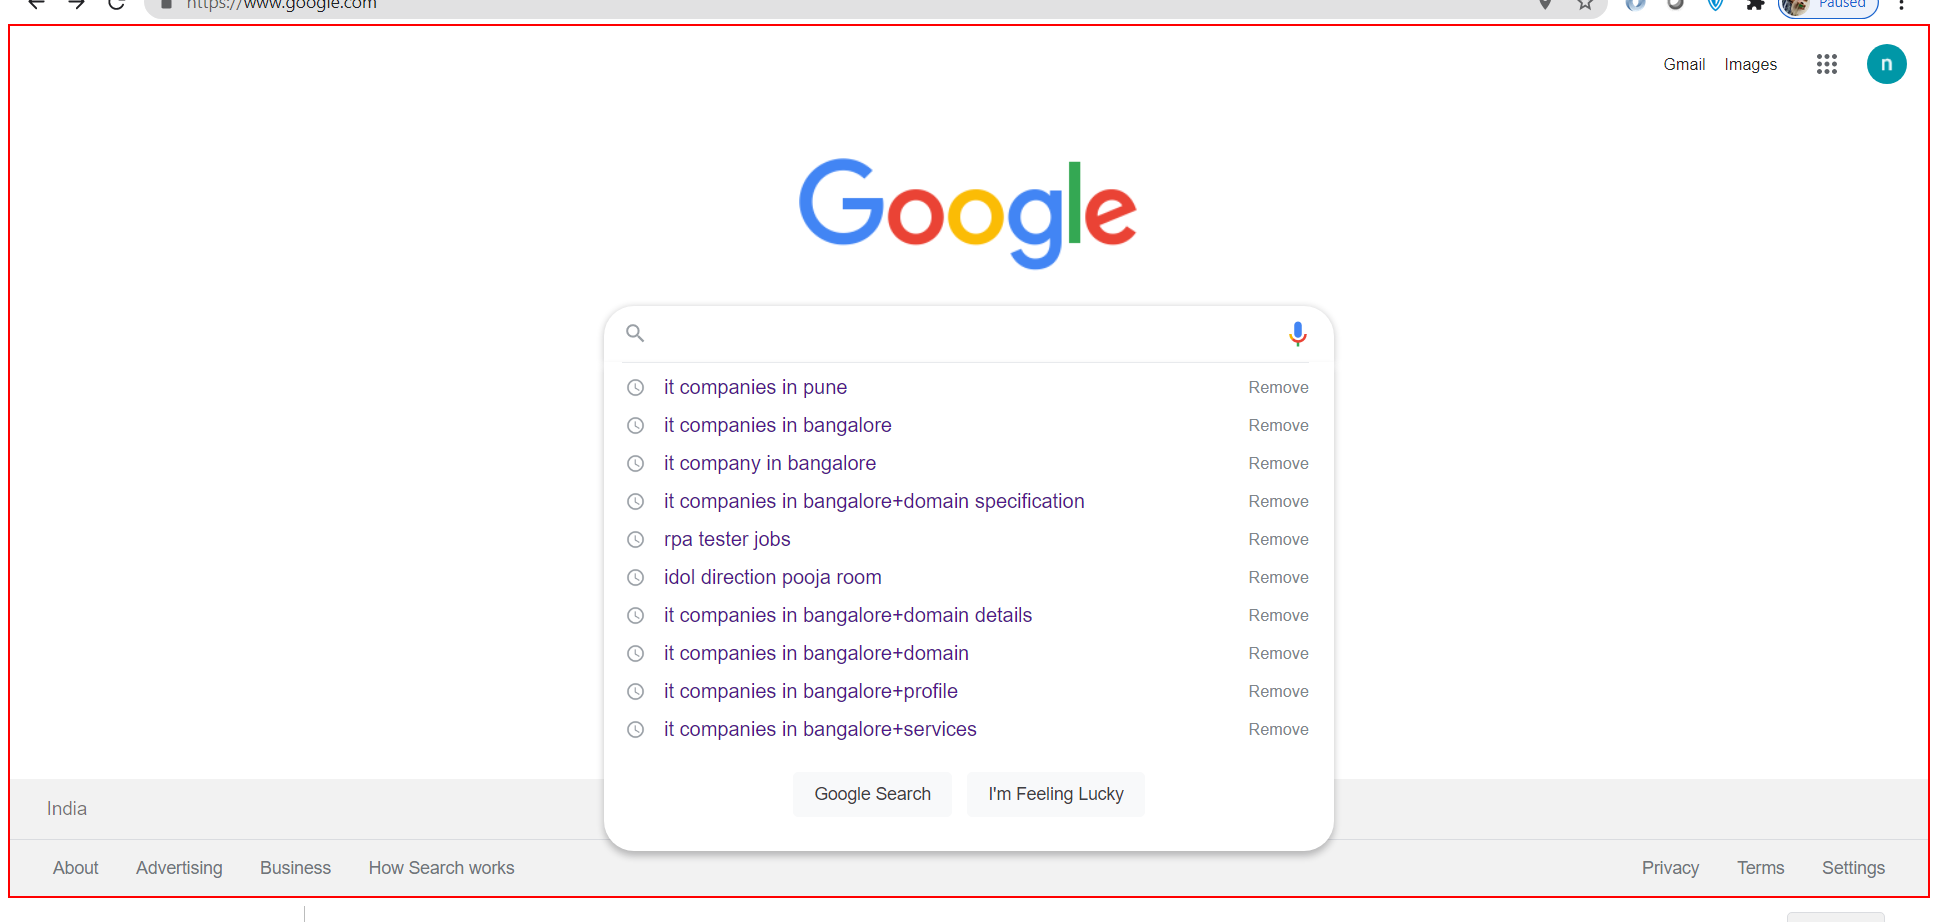 https://www.google.com
Paused
Gmail Images
n
Google
it companies in pune Remove
it companies in bangalore Remove
it company in bangalore Remove
it companies in bangalore+domain specification Remove
rpa tester jobs Remove
idol direction pooja room Remove
it companies in bangalore+domain details Remove
it companies in bangalore+domain Remove
it companies in bangalore+profile Remove
it companies in bangalore+services Remove
Google Search I'm Feeling Lucky
India
About Advertising Business How Search works Privacy Terms Settings